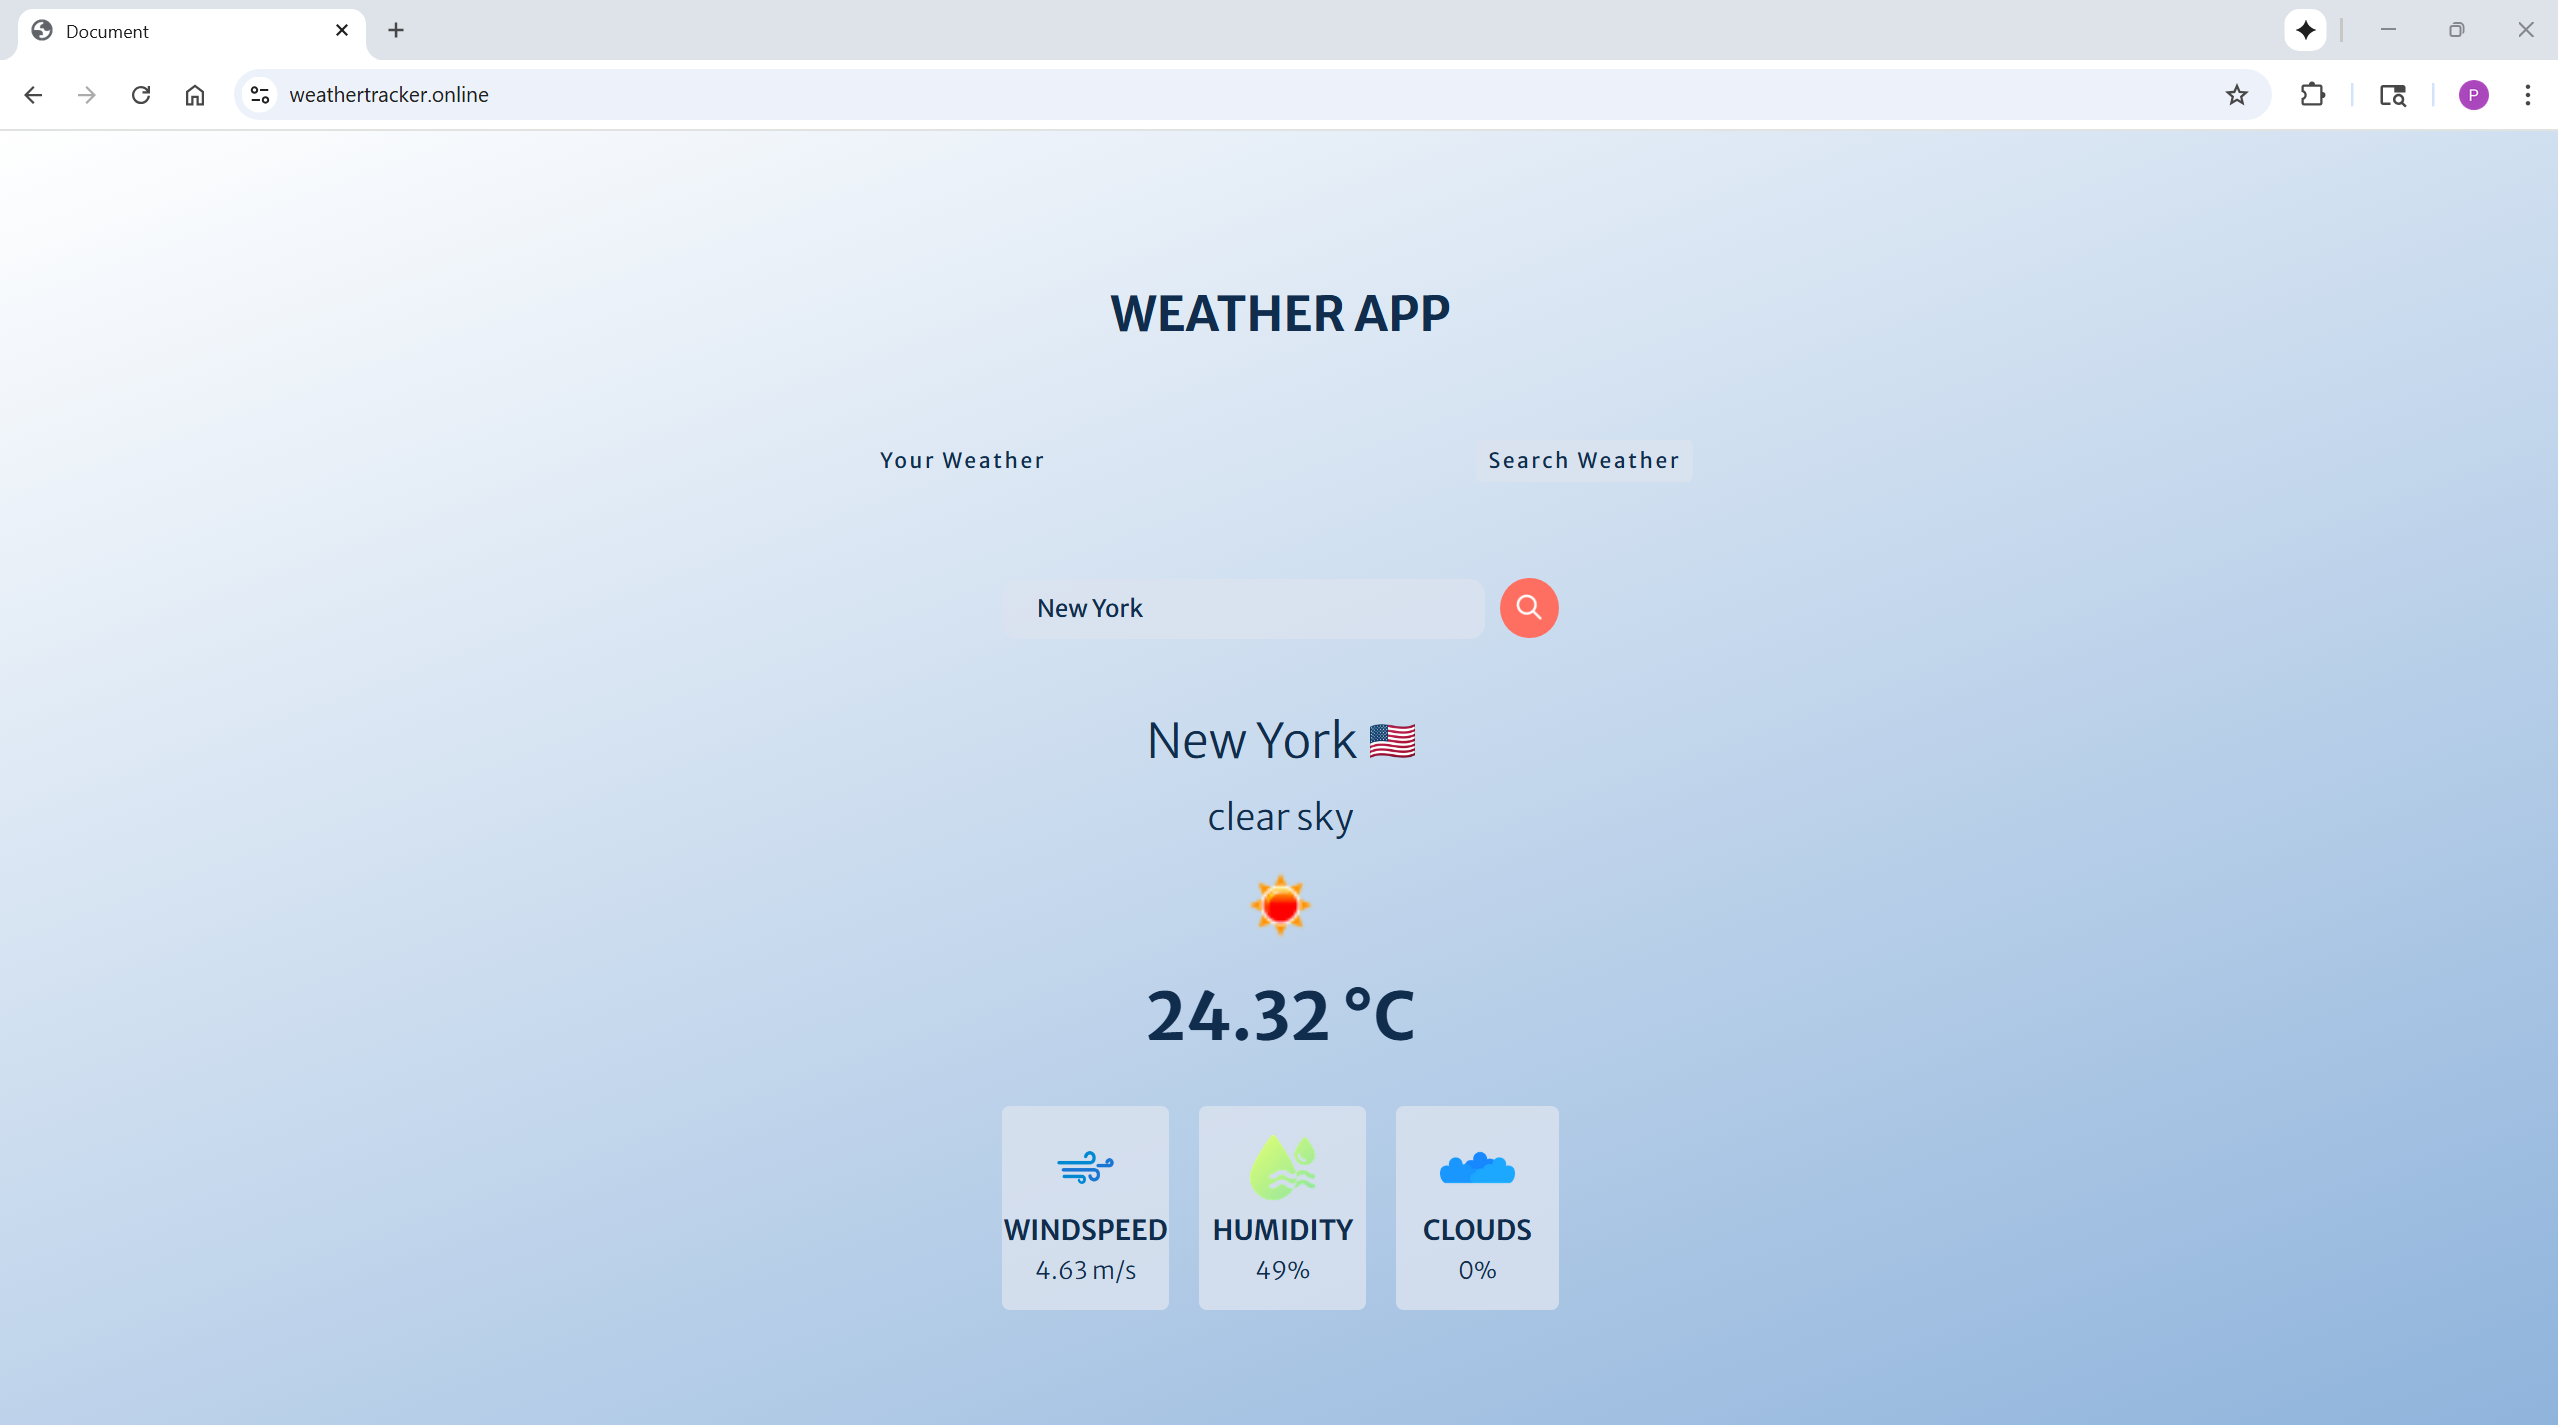 Document
weathertracker.online
P
WEATHER APP
Your Weather
Search Weather
New York
New York
clear sky
24.32 °C
WINDSPEED
4.63 m/s
HUMIDITY
49%
CLOUDS
0%